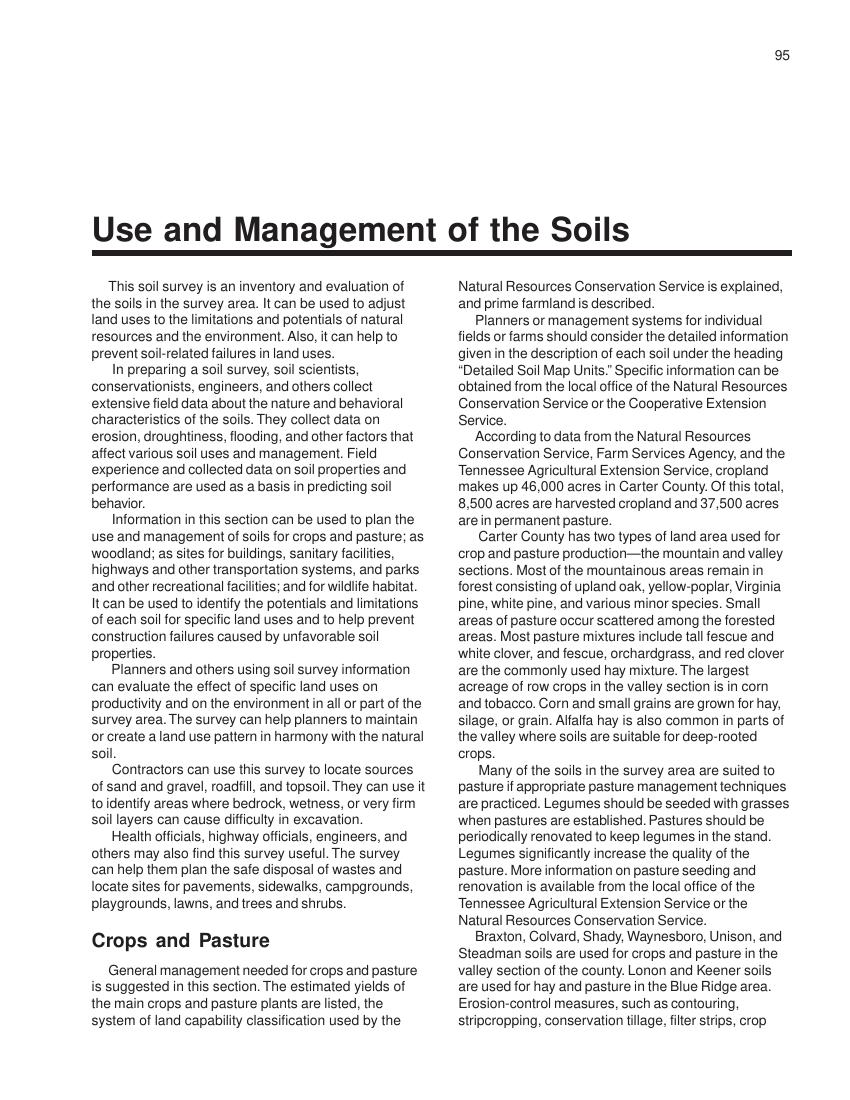 95
Use and Management of the Soils
This soil survey is an inventory and evaluation of
the soils in the survey area. It can be used to adjust
land uses to the limitations and potentials of natural
resources and the environment. Also, it can help to
prevent soil-related failures in land uses.
In preparing a soil survey, soil scientists,
conservationists, engineers, and others collect
extensive field data about the nature and behavioral
characteristics of the soils. They collect data on
erosion, droughtiness, flooding, and other factors that
affect various soil uses and management. Field
experience and collected data on soil properties and
performance are used as a basis in predicting soil
behavior.
Information in this section can be used to plan the
use and management of soils for crops and pasture; as
woodland; as sites for buildings, sanitary facilities,
highways and other transportation systems, and parks
and other recreational facilities; and for wildlife habitat.
It can be used to identify the potentials and limitations
of each soil for specific land uses and to help prevent
construction failures caused by unfavorable soil
properties.
Planners and others using soil survey information
can evaluate the effect of specific land uses on
productivity and on the environment in all or part of the
survey area. The survey can help planners to maintain
or create a land use pattern in harmony with the natural
soil.
Contractors can use this survey to locate sources
of sand and gravel, roadfill, and topsoil. They can use it
to identify areas where bedrock, wetness, or very firm
soil layers can cause difficulty in excavation.
Health officials, highway officials, engineers, and
others may also find this survey useful. The survey
can help them plan the safe disposal of wastes and
locate sites for pavements, sidewalks, campgrounds,
playgrounds, lawns, and trees and shrubs.
Crops and Pasture
General management needed for crops and pasture
is suggested in this section. The estimated yields of
the main crops and pasture plants are listed, the
system of land capability classification used by the
Natural Resources Conservation Service is explained,
and prime farmland is described.
Planners or management systems for individual
fields or farms should consider the detailed information
given in the description of each soil under the heading
“Detailed Soil Map Units.” Specific information can be
obtained from the local office of the Natural Resources
Conservation Service or the Cooperative Extension
Service.
According to data from the Natural Resources
Conservation Service, Farm Services Agency, and the
Tennessee Agricultural Extension Service, cropland
makes up 46,000 acres in Carter County. Of this total,
8,500 acres are harvested cropland and 37,500 acres
are in permanent pasture.
Carter County has two types of land area used for
crop and pasture production—the mountain and valley
sections. Most of the mountainous areas remain in
forest consisting of upland oak, yellow-poplar, Virginia
pine, white pine, and various minor species. Small
areas of pasture occur scattered among the forested
areas. Most pasture mixtures include tall fescue and
white clover, and fescue, orchardgrass, and red clover
are the commonly used hay mixture. The largest
acreage of row crops in the valley section is in corn
and tobacco. Corn and small grains are grown for hay,
silage, or grain. Alfalfa hay is also common in parts of
the valley where soils are suitable for deep-rooted
crops.
Many of the soils in the survey area are suited to
pasture if appropriate pasture management techniques
are practiced. Legumes should be seeded with grasses
when pastures are established. Pastures should be
periodically renovated to keep legumes in the stand.
Legumes significantly increase the quality of the
pasture. More information on pasture seeding and
renovation is available from the local office of the
Tennessee Agricultural Extension Service or the
Natural Resources Conservation Service.
Braxton, Colvard, Shady, Waynesboro, Unison, and
Steadman soils are used for crops and pasture in the
valley section of the county. Lonon and Keener soils
are used for hay and pasture in the Blue Ridge area.
Erosion-control measures, such as contouring,
stripcropping, conservation tillage, filter strips, crop